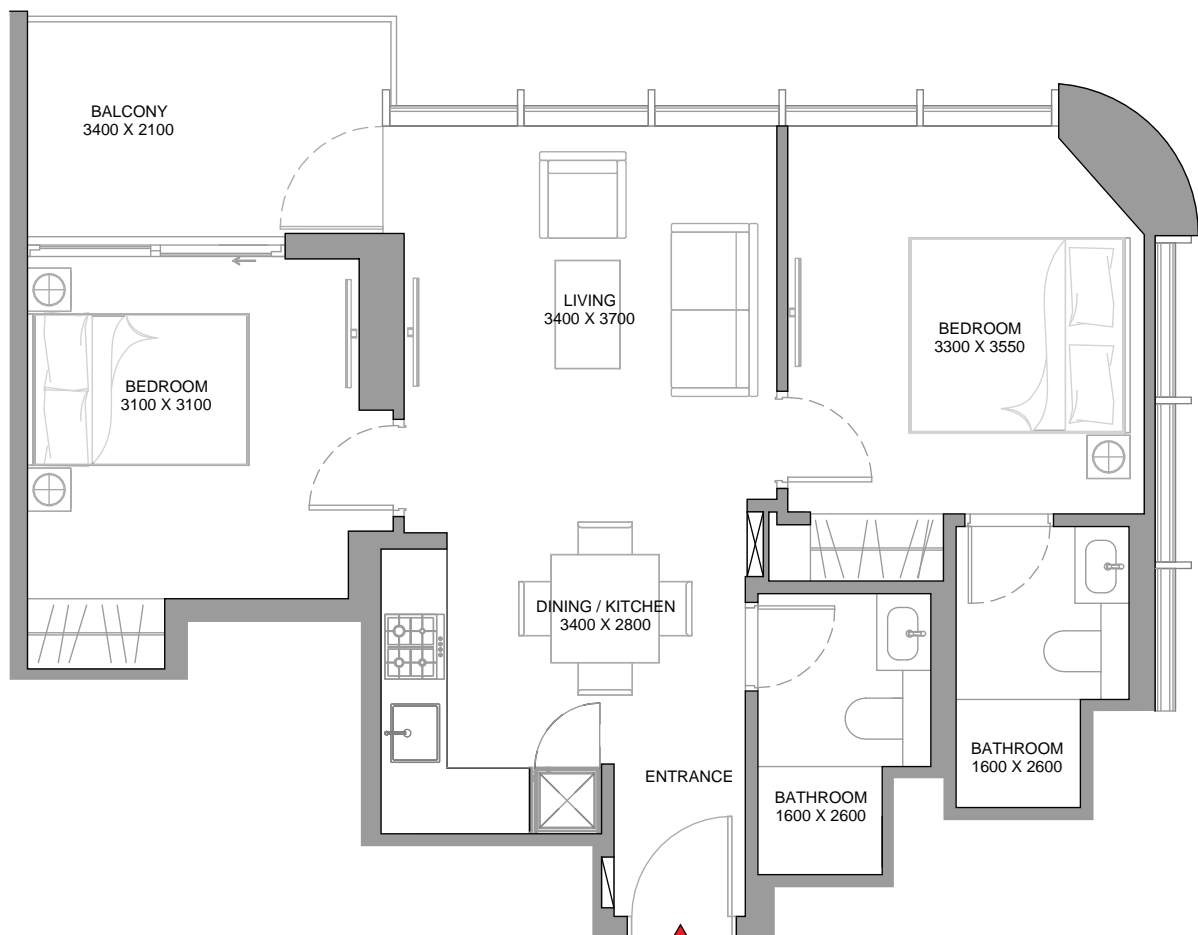 BALCONY
3400 X 2100
LIVING
3400 X 3700
BEDROOM
3300 X 3550
BEDROOM
3100 X 3100
DINING / KITCHEN
3400 X 2800
ENTRANCE
BATHROOM
1600 X 2600
BATHROOM
1600 X 2600